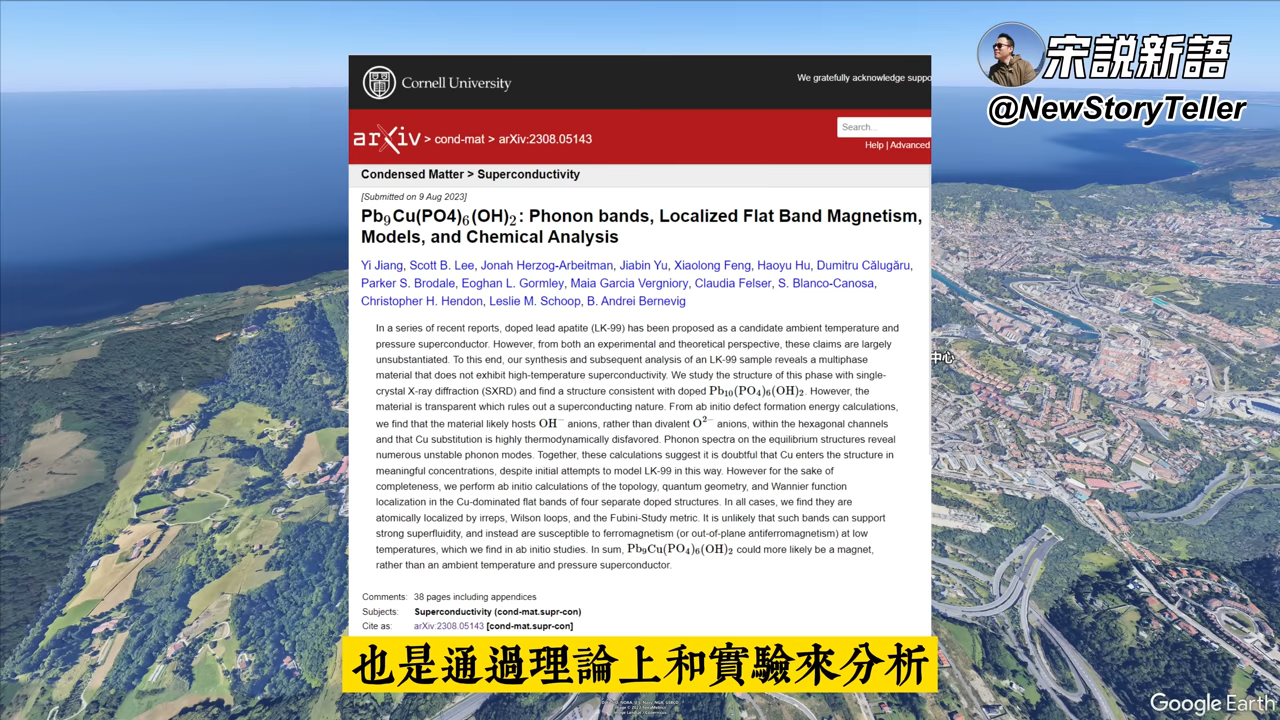 宋説新語
@NewStoryTeller
Cornell University
We gratefully acknowledge suppo
arXiv > cond-mat > arXiv:2308.05143
Search...
Help | Advanced
Condensed Matter > Superconductivity
[Submitted on 9 Aug 2023]
Pb₉Cu(PO4)₆(OH)₂: Phonon bands, Localized Flat Band Magnetism,
Models, and Chemical Analysis
Yi Jiang, Scott B. Lee, Jonah Herzog-Arbeitman, Jiabin Yu, Xiaolong Feng, Haoyu Hu, Dumitru Călugăru,
Parker S. Brodale, Eoghan L. Gormley, Maia Garcia Vergniory, Claudia Felser, S. Blanco-Canosa,
Christopher H. Hendon, Leslie M. Schoop, B. Andrei Bernevig
In a series of recent reports, doped lead apatite (LK-99) has been proposed as a candidate ambient temperature and
pressure superconductor. However, from both an experimental and theoretical perspective, these claims are largely
unsubstantiated. To this end, our synthesis and subsequent analysis of an LK-99 sample reveals a multiphase
material that does not exhibit high-temperature superconductivity. We study the structure of this phase with single-
crystal X-ray diffraction (SXRD) and find a structure consistent with doped Pb₁₀(PO₄)₆(OH)₂. However, the
material is transparent which rules out a superconducting nature. From ab initio defect formation energy calculations,
we find that the material likely hosts OH⁻ anions, rather than divalent O²⁻ anions, within the hexagonal channels
and that Cu substitution is highly thermodynamically disfavored. Phonon spectra on the equilibrium structures reveal
numerous unstable phonon modes. Together, these calculations suggest it is doubtful that Cu enters the structure in
meaningful concentrations, despite initial attempts to model LK-99 in this way. However for the sake of
completeness, we perform ab initio calculations of the topology, quantum geometry, and Wannier function
localization in the Cu-dominated flat bands of four separate doped structures. In all cases, we find they are
atomically localized by irreps, Wilson loops, and the Fubini-Study metric. It is unlikely that such bands can support
strong superfluidity, and instead are susceptible to ferromagnetism (or out-of-plane antiferromagnetism) at low
temperatures, which we find in ab initio studies. In sum, Pb₉Cu(PO₄)₆(OH)₂ could more likely be a magnet,
rather than an ambient temperature and pressure superconductor.
Comments: 38 pages including appendices
Subjects: Superconductivity (cond-mat.supr-con)
Cite as: arXiv:2308.05143 [cond-mat.supr-con]
中心
也是通過理論上和實驗來分析
Google Earth